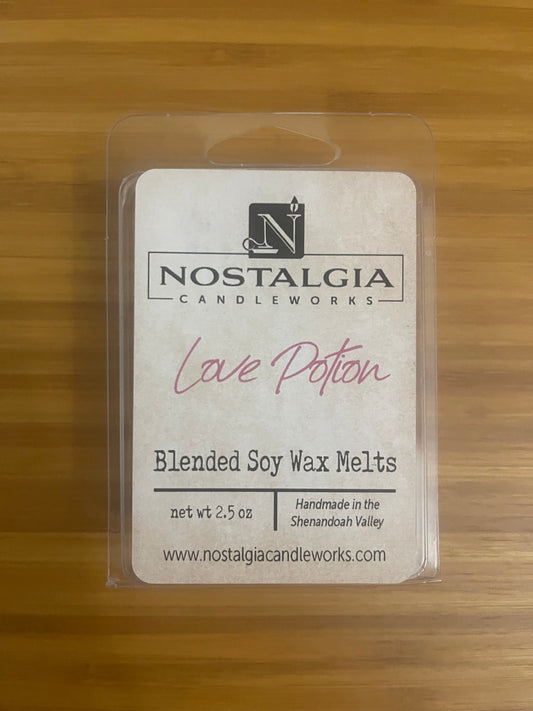 N
NOSTALGIA
CANDLEWORKS
Love Potion
Blended Soy Wax Melts
net wt 2.5 oz
Handmade in the
Shenandoah Valley
www.nostalgiacandleworks.com